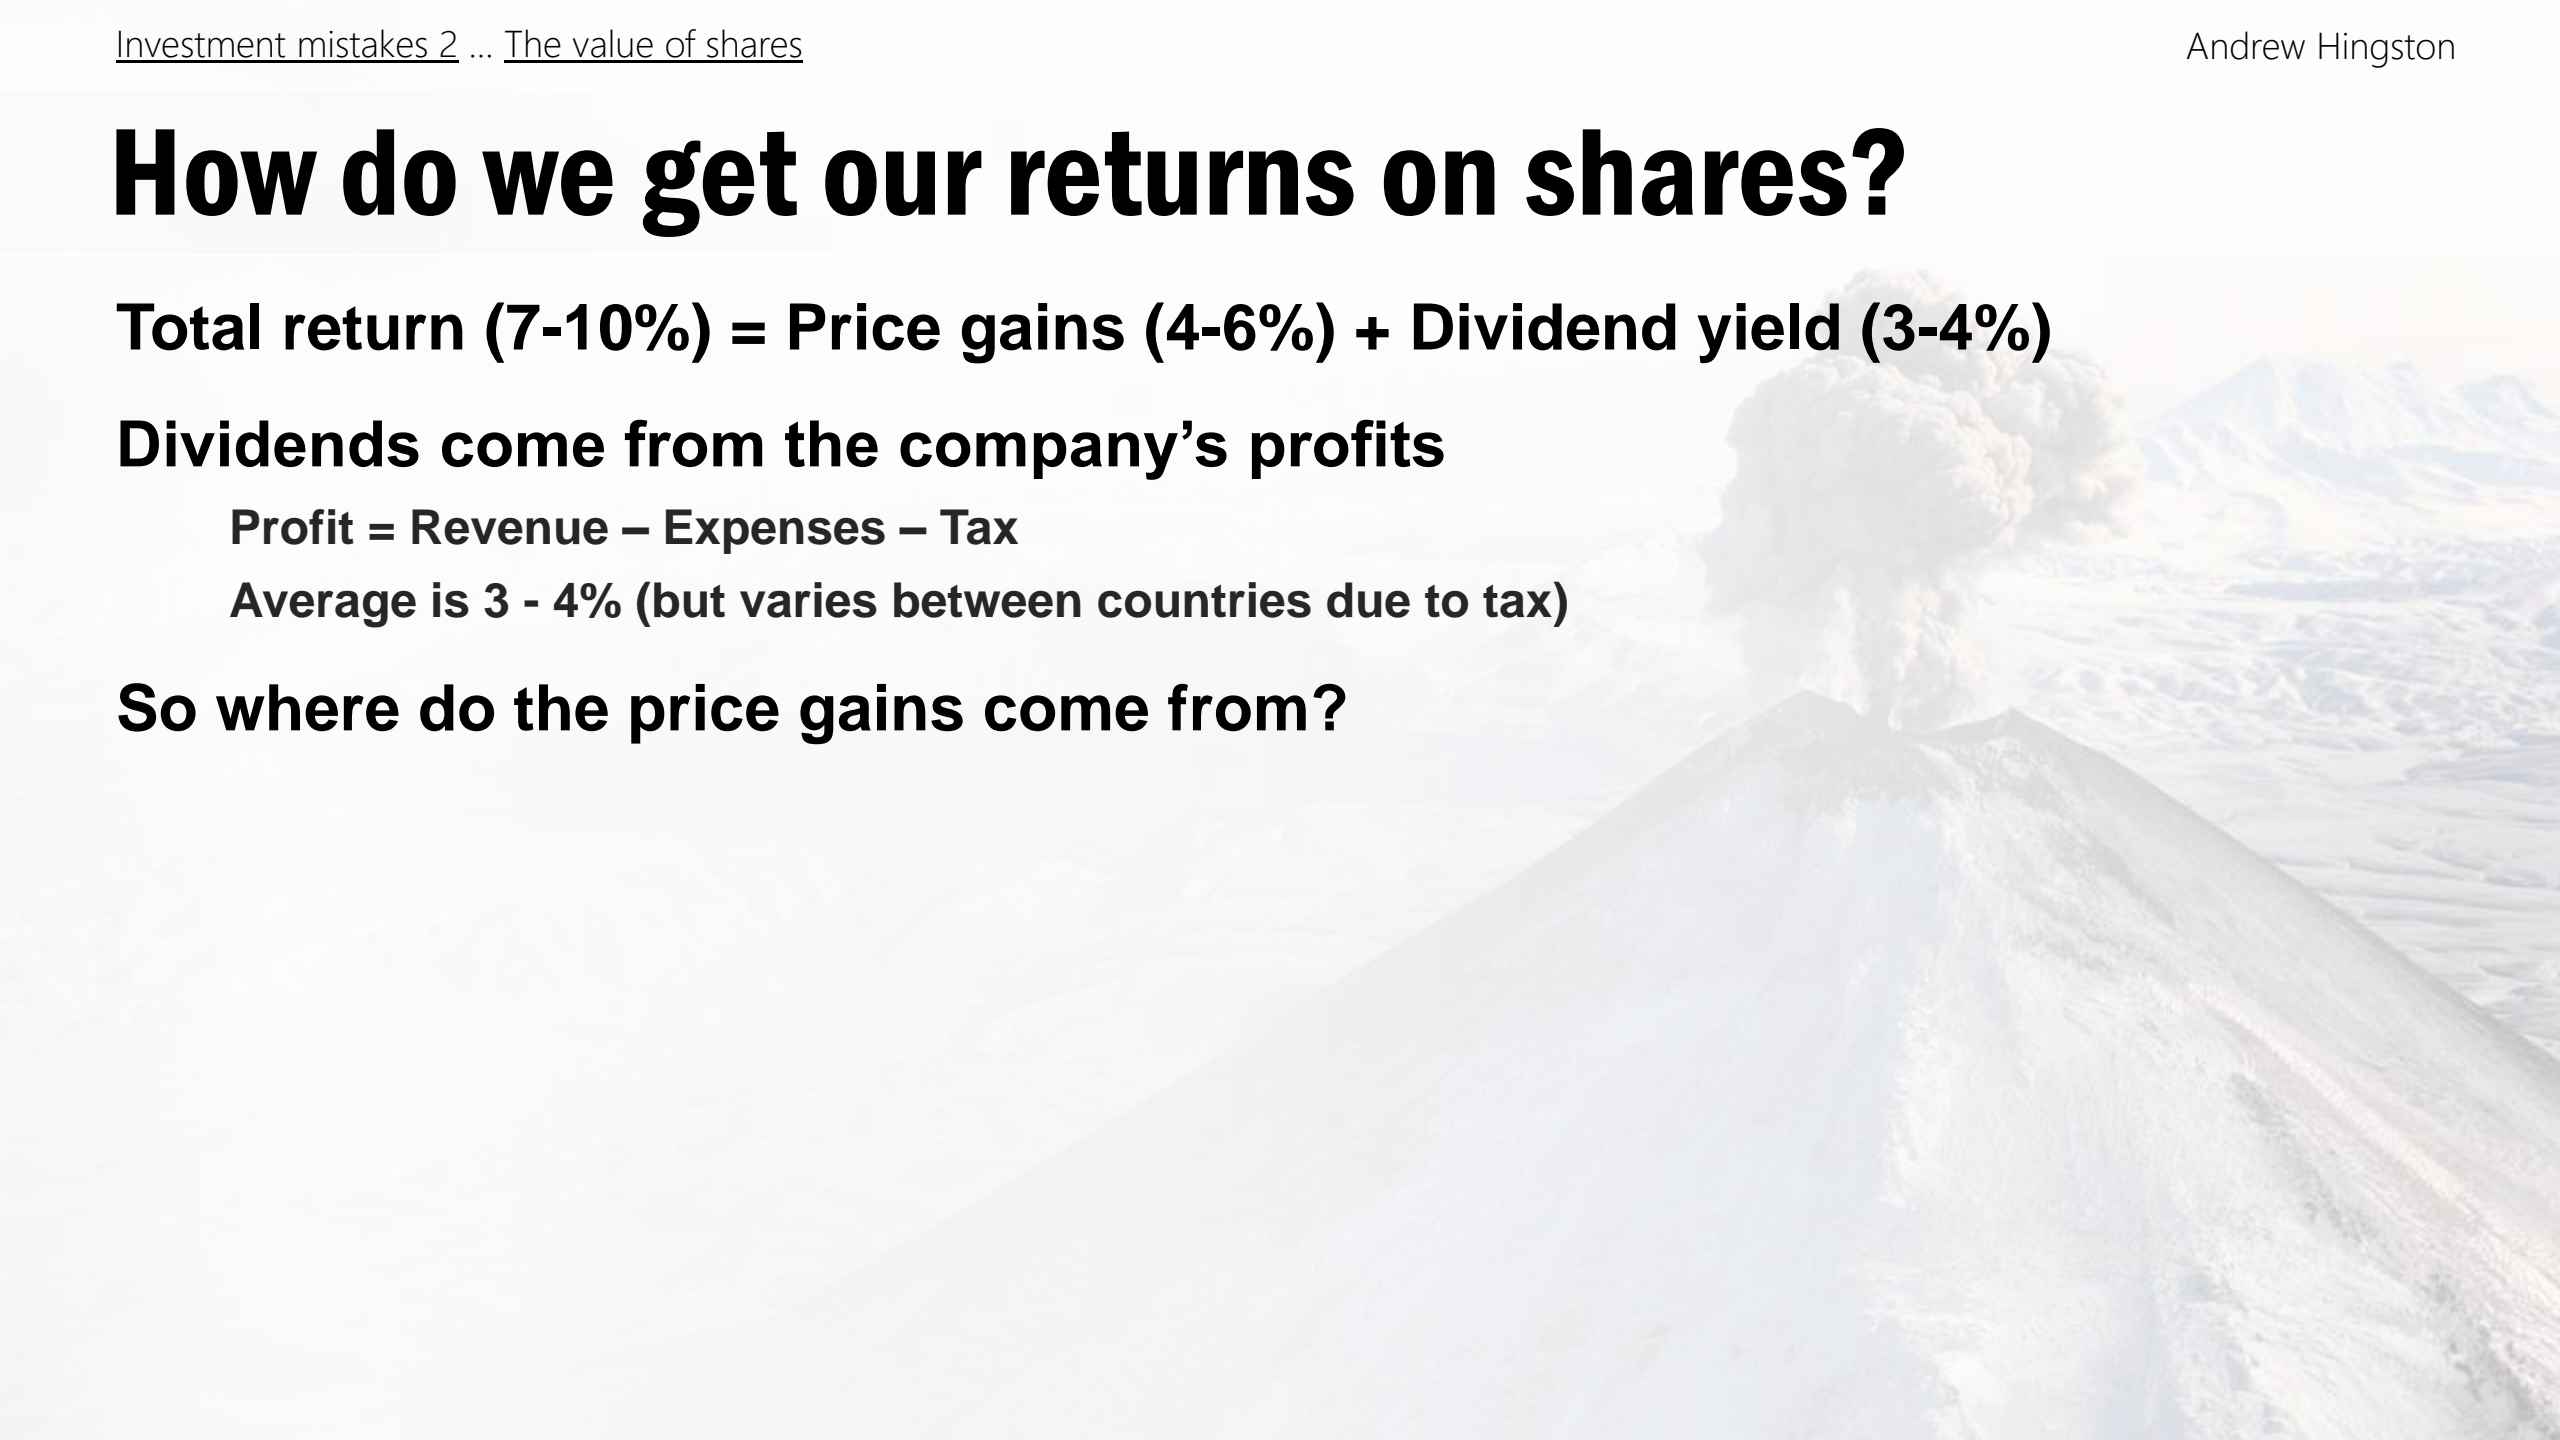 Investment mistakes 2 ... The value of shares
Andrew Hingston
How do we get our returns on shares?
Total return (7-10%) = Price gains (4-6%) + Dividend yield (3-4%)
Dividends come from the company’s profits
Profit = Revenue – Expenses – Tax
Average is 3 - 4% (but varies between countries due to tax)
So where do the price gains come from?